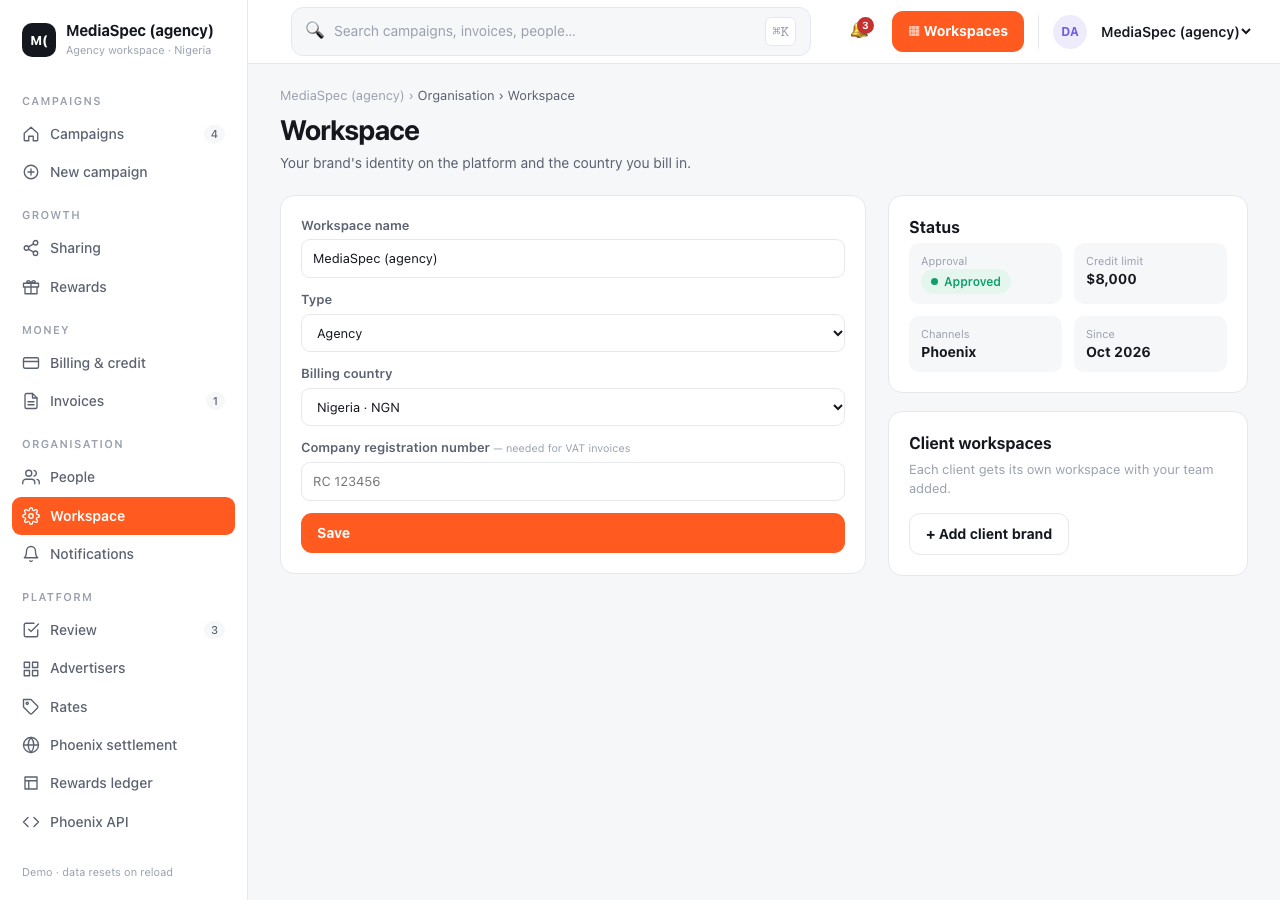 M(
MediaSpec (agency)
Agency workspace · Nigeria
CAMPAIGNS
Campaigns 4
New campaign
GROWTH
Sharing
Rewards
MONEY
Billing & credit
Invoices 1
ORGANISATION
People
Workspace
Notifications
PLATFORM
Review 3
Advertisers
Rates
Phoenix settlement
Rewards ledger
Phoenix API
Demo · data resets on reload
Search campaigns, invoices, people... ⌘K
3
Workspaces
DA
MediaSpec (agency)
MediaSpec (agency) › Organisation › Workspace
Workspace
Your brand's identity on the platform and the country you bill in.
Workspace name
MediaSpec (agency)
Type
Agency
Billing country
Nigeria · NGN
Company registration number — needed for VAT invoices
RC 123456
Save
Status
Approval
Approved
Credit limit
$8,000
Channels
Phoenix
Since
Oct 2026
Client workspaces
Each client gets its own workspace with your team
added.
+ Add client brand